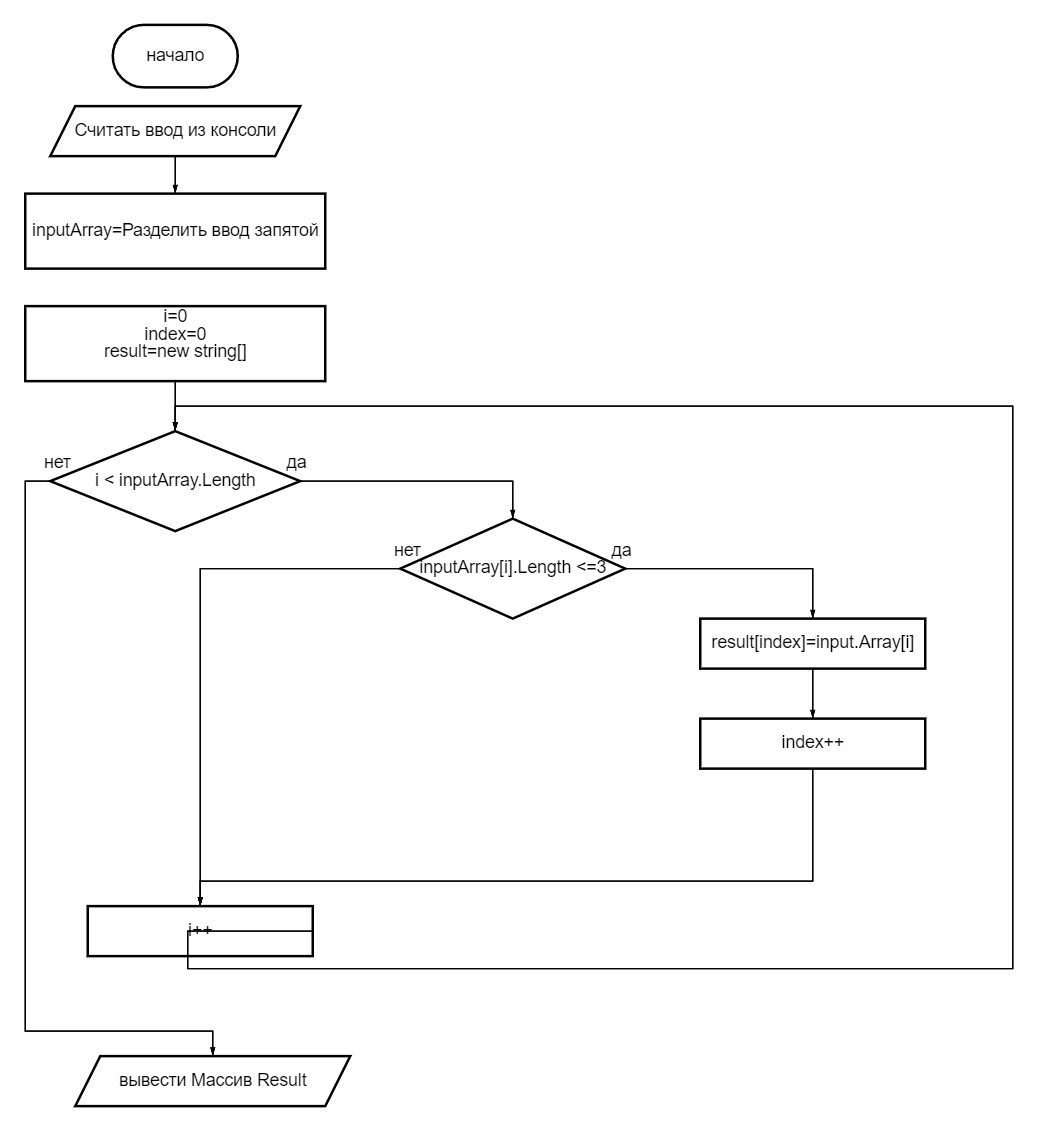 начало
Считать ввод из консоли
inputArray=Разделить ввод запятой
i=0
index=0
result=new string[]
нет
да
i < inputArray.Length
нет
да
inputArray[i].Length <=3
result[index]=input.Array[i]
index++
i++
вывести Массив Result